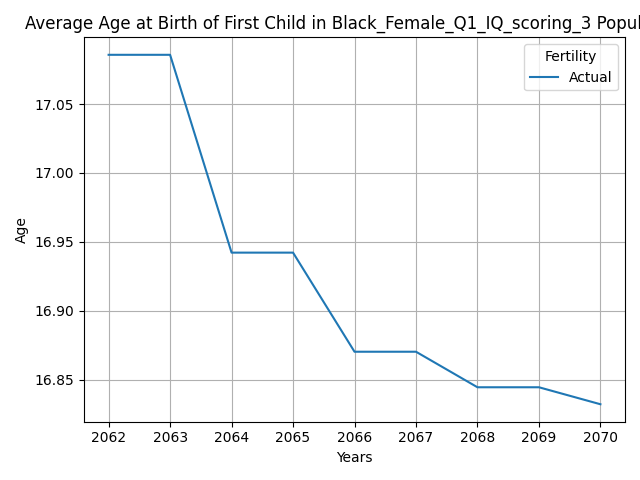 Average Age at Birth of First Child in Black_Female_Q1_IQ_scoring_3 Popul
Fertility
Actual
17.05
17.00
16.95
16.90
16.85
Age
2062 2063 2064 2065 2066 2067 2068 2069 2070
Years